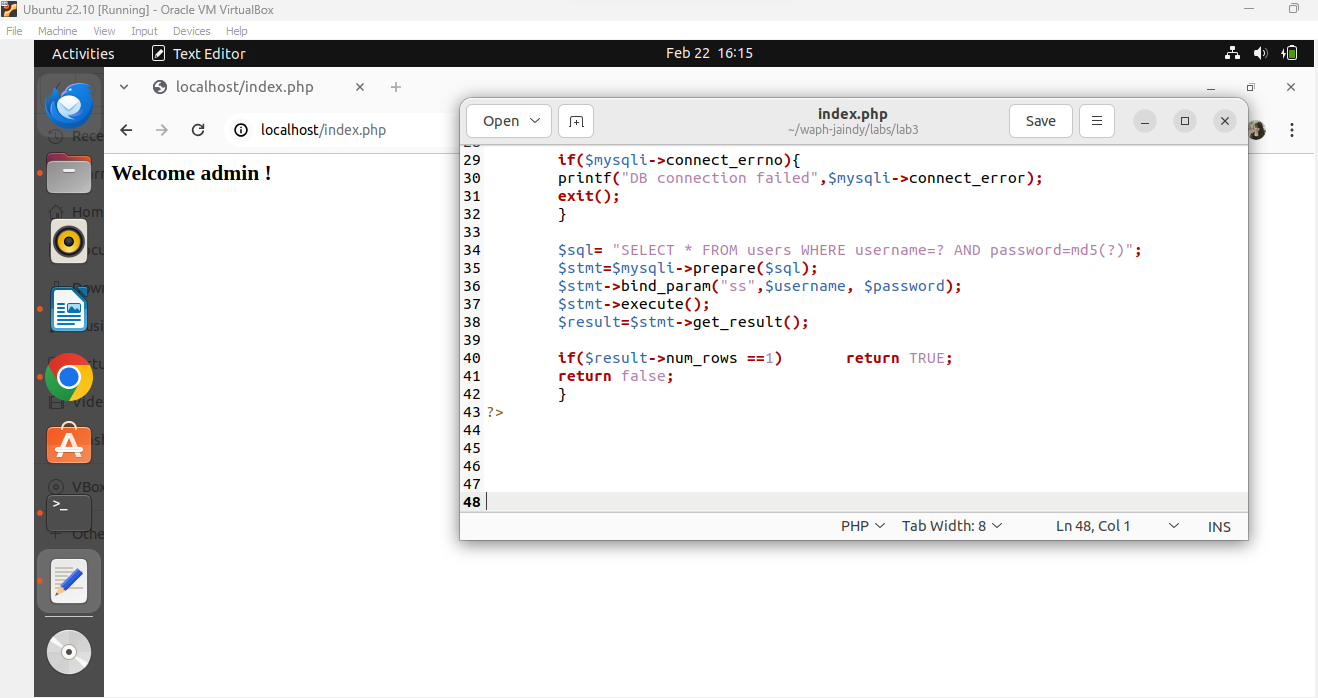 Ubuntu 22.10 [Running] - Oracle VM VirtualBox
File Machine View Input Devices Help
Activities Text Editor Feb 22 16:15
localhost/index.php
localhost/index.php
Welcome admin !
Open index.php Save
~/waph-jaindy/labs/lab3
29 if($mysqli->connect_errno){
30 printf("DB connection failed",$mysqli->connect_error);
31 exit();
32 }
33
34 $sql= "SELECT * FROM users WHERE username=? AND password=md5(?)";
35 $stmt=$mysqli->prepare($sql);
36 $stmt->bind_param("ss",$username, $password);
37 $stmt->execute();
38 $result=$stmt->get_result();
39
40 if($result->num_rows ==1) return TRUE;
41 return false;
42 }
43 ?>
44
45
46
47
48
PHP Tab Width: 8 Ln 48, Col 1 INS